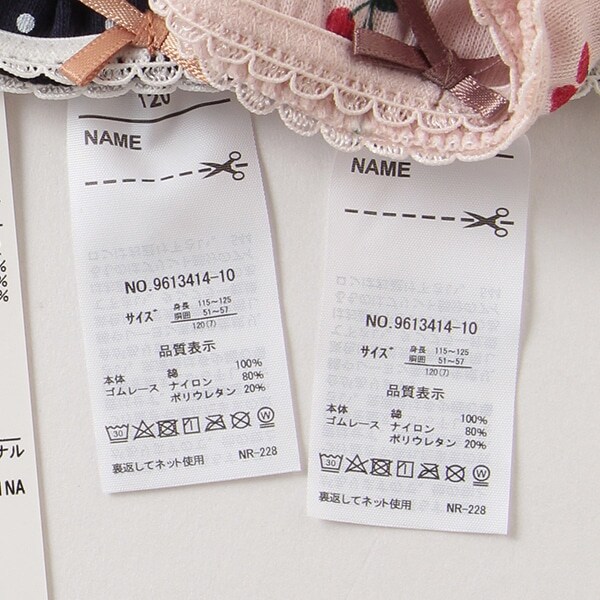 120
NAME
NO.9613414-10
サイズ 身長 115~125
胴囲 51~57
120(7)
品質表示
本体 綿 100%
ゴムレース ナイロン 80%
ポリウレタン 20%
30 W
裏返してネット使用 NR-228
NAME
NO.9613414-10
サイズ 身長 115~125
胴囲 51~57
120(7)
品質表示
本体 綿 100%
ゴムレース ナイロン 80%
ポリウレタン 20%
30 W
裏返してネット使用 NR-228
%
%
%
ナル
NA